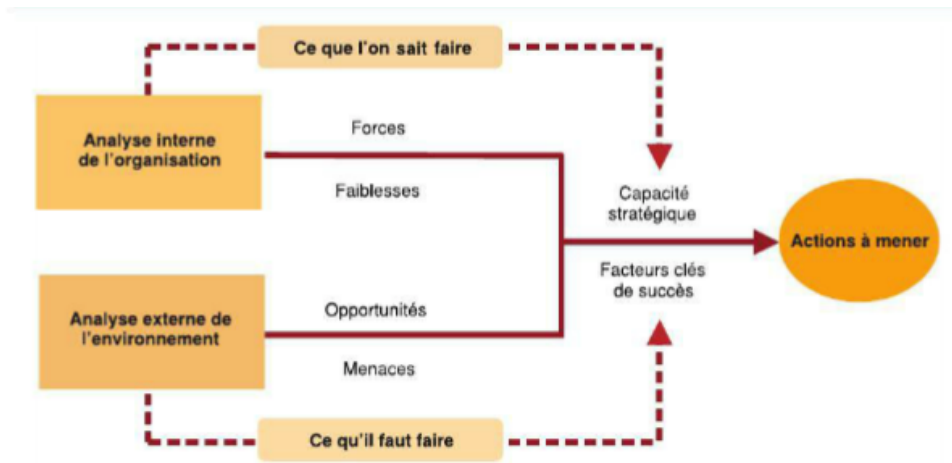 Ce que l'on sait faire
Analyse interne
de l'organisation
Forces
Faiblesses
Capacité
stratégique
Actions à mener
Facteurs clés
de succès
Analyse externe de
l'environnement
Opportunités
Menaces
Ce qu'il faut faire